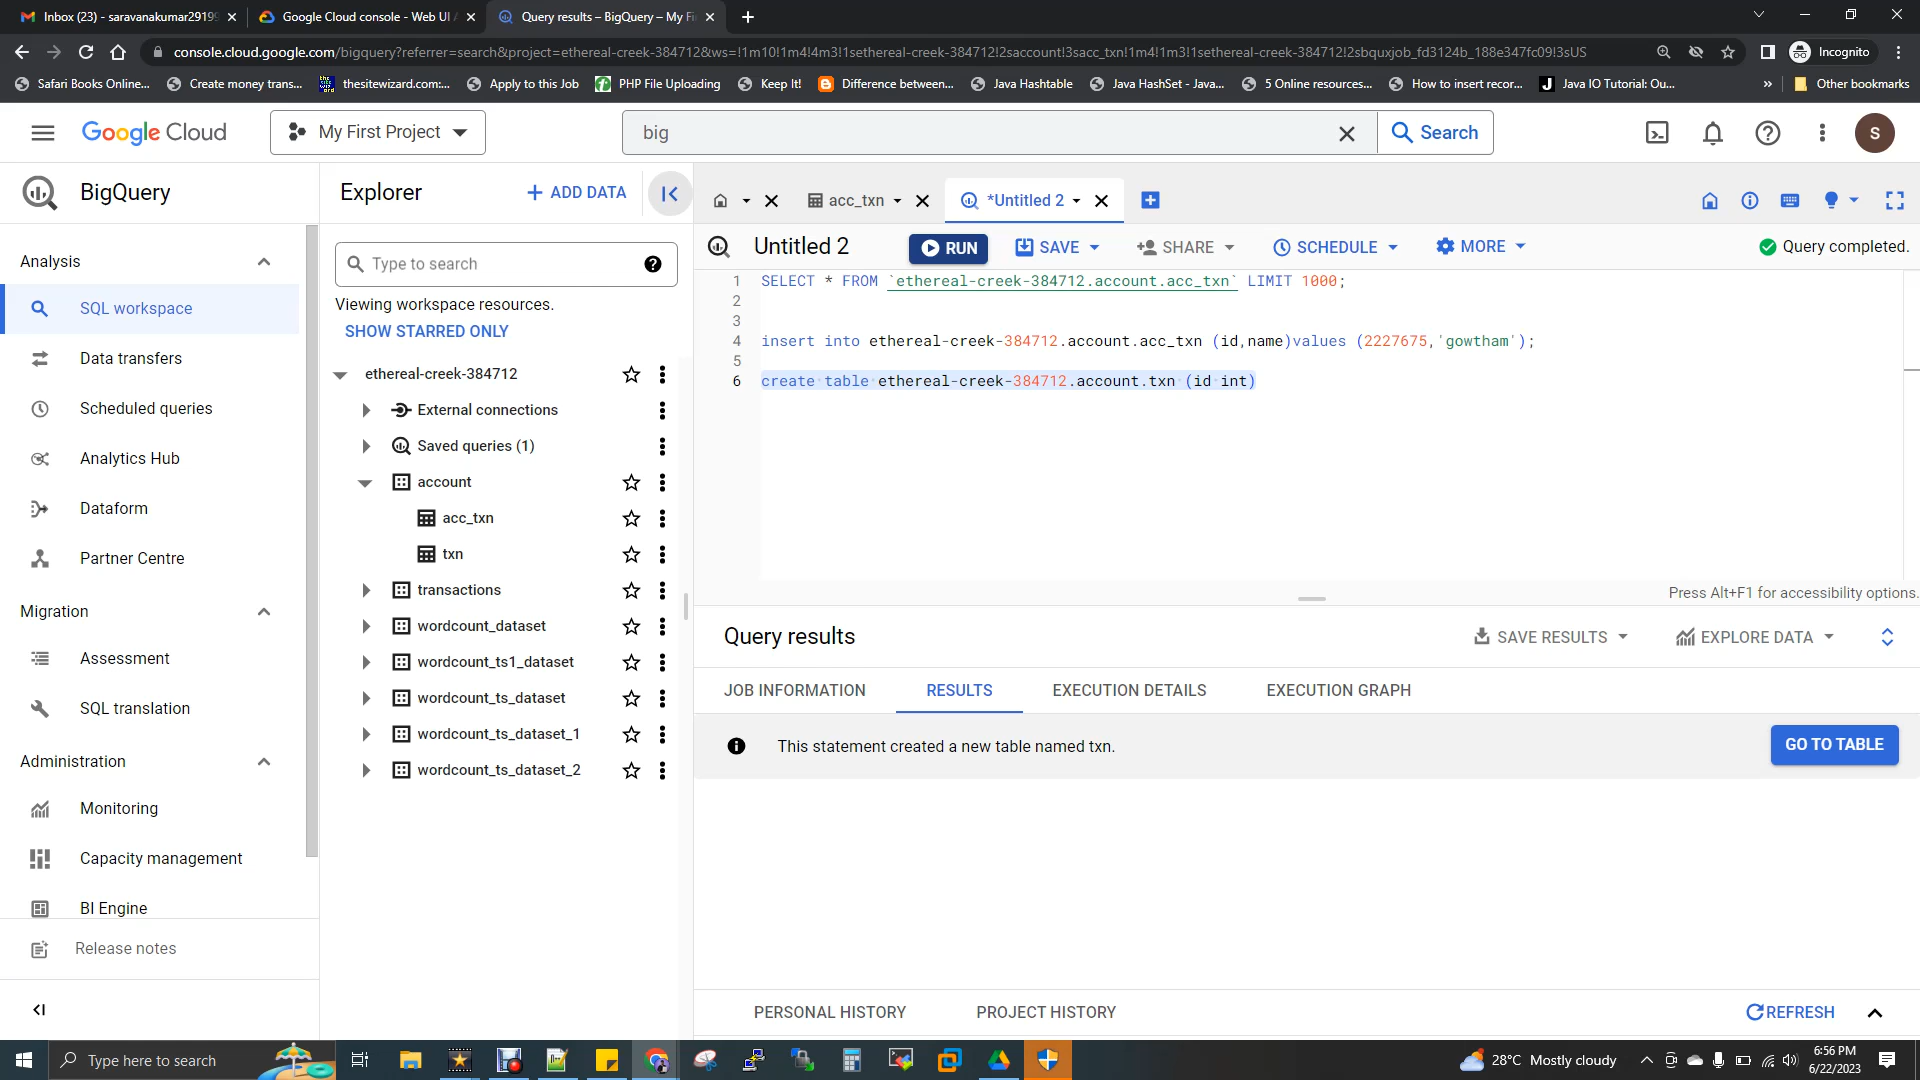 Inbox (23) - saravanakumar29199
Google Cloud console - Web UI A
Query results – BigQuery – My Fi
console.cloud.google.com/bigquery?referrer=search&project=ethereal-creek-384712&ws=!1m10!1m4!4m3!1sethereal-creek-384712!2saccount!3sacc_txn!1m4!1m3!1sethereal-creek-384712!2sbquxjob_fd3124b_188e347fc09!3sUS
Incognito
Safari Books Online...
Create money trans...
thesitewizard.com:...
Apply to this Job
PHP File Uploading
Keep It!
Difference between...
Java Hashtable
Java HashSet - Java...
5 Online resources...
How to insert recor...
Java IO Tutorial: Ou...
»
Other bookmarks
Google Cloud
My First Project
big
Search
S
BigQuery
Analysis
SQL workspace
Data transfers
Scheduled queries
Analytics Hub
Dataform
Partner Centre
Migration
Assessment
SQL translation
Administration
Monitoring
Capacity management
BI Engine
Release notes
Explorer
+ ADD DATA
Type to search
Viewing workspace resources.
SHOW STARRED ONLY
ethereal-creek-384712
External connections
Saved queries (1)
account
acc_txn
txn
transactions
wordcount_dataset
wordcount_ts1_dataset
wordcount_ts_dataset
wordcount_ts_dataset_1
wordcount_ts_dataset_2
acc_txn
*Untitled 2
Untitled 2
RUN
SAVE
SHARE
SCHEDULE
MORE
Query completed.
1 SELECT * FROM `ethereal-creek-384712.account.acc_txn` LIMIT 1000;
2
3
4 insert into ethereal-creek-384712.account.acc_txn (id,name)values (2227675,'gowtham');
5
6 create table ethereal-creek-384712.account.txn (id int)
Press Alt+F1 for accessibility options.
Query results
SAVE RESULTS
EXPLORE DATA
JOB INFORMATION
RESULTS
EXECUTION DETAILS
EXECUTION GRAPH
This statement created a new table named txn.
GO TO TABLE
PERSONAL HISTORY
PROJECT HISTORY
REFRESH
Type here to search
28°C Mostly cloudy
6:56 PM
6/22/2023